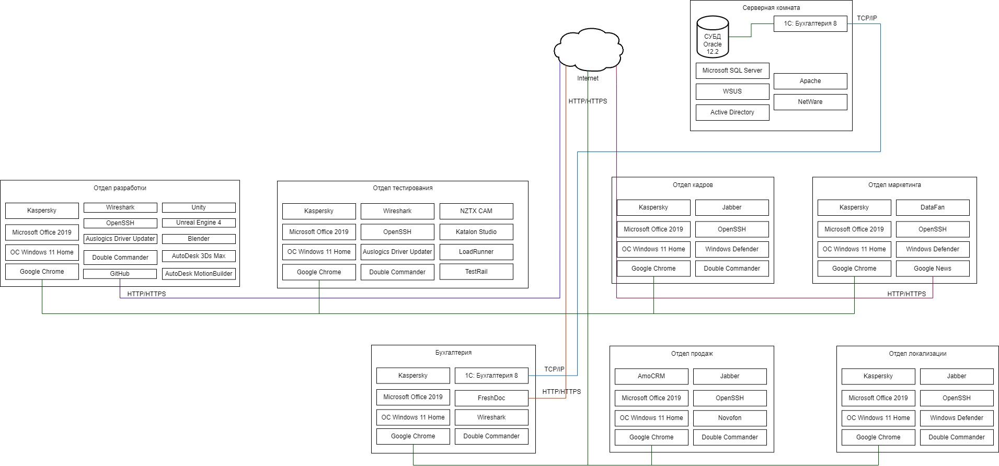 Серверная комната
1С: Бухгалтерия 8
TCP/IP
СУБД
Oracle
12.2
Microsoft SQL Server
Apache
WSUS
NetWare
Active Directory
Internet
HTTP/HTTPS
Отдел разработки
Kaspersky
Wireshark
Unity
OpenSSH
Unreal Engine 4
Microsoft Office 2019
Auslogics Driver Updater
Blender
ОС Windows 11 Home
Double Commander
AutoDesk 3Ds Max
Google Chrome
GitHub
AutoDesk MotionBuilder
HTTP/HTTPS
Отдел тестирования
Kaspersky
Wireshark
NZTX CAM
Microsoft Office 2019
OpenSSH
Katalon Studio
ОС Windows 11 Home
Auslogics Driver Updater
LoadRunner
Google Chrome
Double Commander
TestRail
Отдел кадров
Kaspersky
Jabber
Microsoft Office 2019
OpenSSH
ОС Windows 11 Home
Windows Defender
Google Chrome
Double Commander
Отдел маркетинга
Kaspersky
DataFan
Microsoft Office 2019
OpenSSH
ОС Windows 11 Home
Windows Defender
Google Chrome
Google News
HTTP/HTTPS
Бухгалтерия
Kaspersky
1С: Бухгалтерия 8
TCP/IP
Microsoft Office 2019
FreshDoc
HTTP/HTTPS
ОС Windows 11 Home
Wireshark
Google Chrome
Double Commander
Отдел продаж
AmoCRM
Jabber
Microsoft Office 2019
OpenSSH
ОС Windows 11 Home
Novofon
Google Chrome
Double Commander
Отдел локализации
Kaspersky
Jabber
Microsoft Office 2019
OpenSSH
ОС Windows 11 Home
Windows Defender
Google Chrome
Double Commander